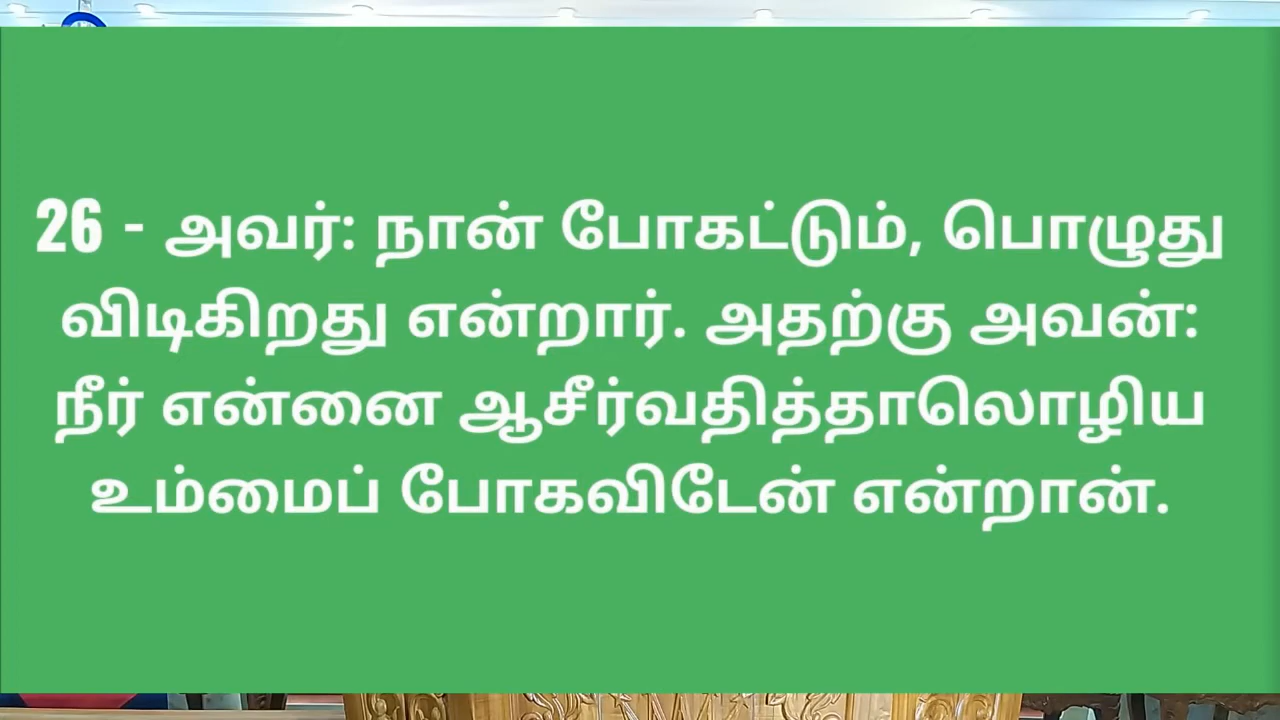 26 - அவர்: நான் போகட்டும், பொழுது
விடிகிறது என்றார். அதற்கு அவன்:
நீர் என்னை ஆசீர்வதித்தாலொழிய
உம்மைப் போகவிடேன் என்றான்.